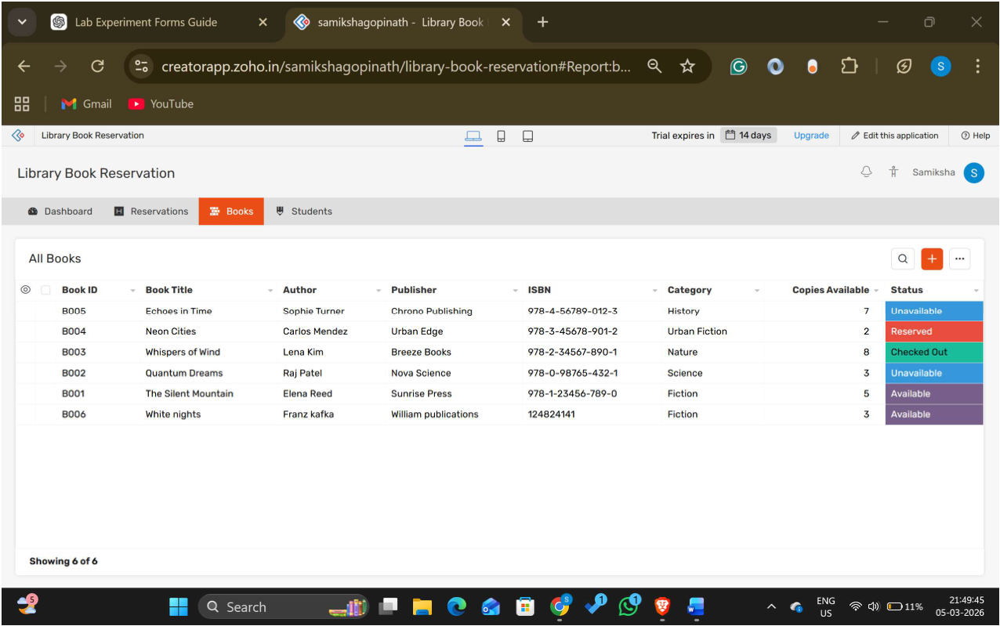 Lab Experiment Forms Guide
samikshagopinath - Library Book
creatorapp.zoho.in/samikshagopinath/library-book-reservation#Report:b...
S
Gmail YouTube
Library Book Reservation Trial expires in 14 days Upgrade Edit this application Help
Library Book Reservation Samiksha S
Dashboard Reservations Books Students
All Books
Book ID Book Title Author Publisher ISBN Category Copies Available Status
B005 Echoes in Time Sophie Turner Chrono Publishing 978-4-56789-012-3 History 7 Unavailable
B004 Neon Cities Carlos Mendez Urban Edge 978-3-45678-901-2 Urban Fiction 2 Reserved
B003 Whispers of Wind Lena Kim Breeze Books 978-2-34567-890-1 Nature 8 Checked Out
B002 Quantum Dreams Raj Patel Nova Science 978-0-98765-432-1 Science 3 Unavailable
B001 The Silent Mountain Elena Reed Sunrise Press 978-1-23456-789-0 Fiction 5 Available
B006 White nights Franz kafka William publications 124824141 Fiction 3 Available
Showing 6 of 6
5 Search S 1 1 ENG 11% 21:49:45
US 05-03-2026